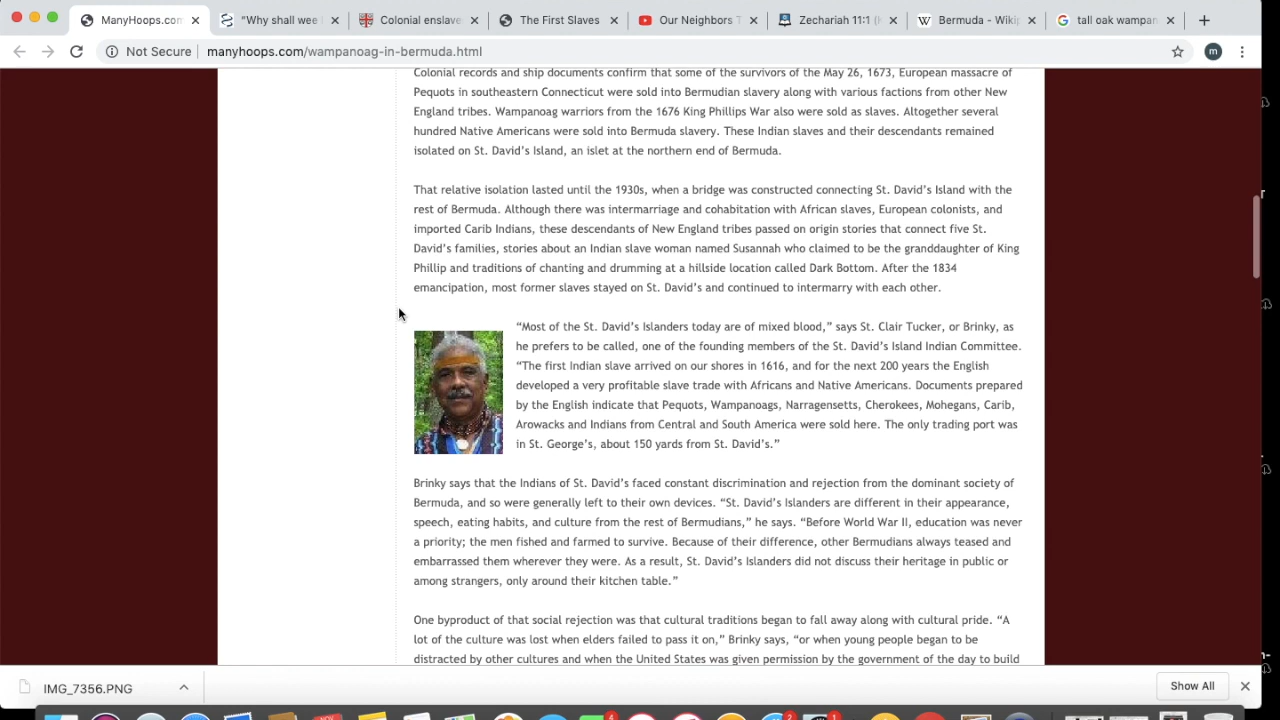 ManyHoops.com
"Why shall wee
Colonial enslave
The First Slaves
Our Neighbors T
Zechariah 11:1 (
Bermuda - Wiki
tall oak wampan
Not Secure
manyhoops.com/wampanoag-in-bermuda.html
m
Colonial records and ship documents confirm that some of the survivors of the May 26, 1673, European massacre of
Pequots in southeastern Connecticut were sold into Bermudian slavery along with various factions from other New
England tribes. Wampanoag warriors from the 1676 King Phillips War also were sold as slaves. Altogether several
hundred Native Americans were sold into Bermuda slavery. These Indian slaves and their descendants remained
isolated on St. David's Island, an islet at the northern end of Bermuda.
That relative isolation lasted until the 1930s, when a bridge was constructed connecting St. David's Island with the
rest of Bermuda. Although there was intermarriage and cohabitation with African slaves, European colonists, and
imported Carib Indians, these descendants of New England tribes passed on origin stories that connect five St.
David's families, stories about an Indian slave woman named Susannah who claimed to be the granddaughter of King
Phillip and traditions of chanting and drumming at a hillside location called Dark Bottom. After the 1834
emancipation, most former slaves stayed on St. David's and continued to intermarry with each other.
"Most of the St. David's Islanders today are of mixed blood," says St. Clair Tucker, or Brinky, as
he prefers to be called, one of the founding members of the St. David's Island Indian Committee.
"The first Indian slave arrived on our shores in 1616, and for the next 200 years the English
developed a very profitable slave trade with Africans and Native Americans. Documents prepared
by the English indicate that Pequots, Wampanoags, Narragensetts, Cherokees, Mohegans, Carib,
Arowacks and Indians from Central and South America were sold here. The only trading port was
in St. George's, about 150 yards from St. David's."
Brinky says that the Indians of St. David's faced constant discrimination and rejection from the dominant society of
Bermuda, and so were generally left to their own devices. "St. David's Islanders are different in their appearance,
speech, eating habits, and culture from the rest of Bermudians," he says. "Before World War II, education was never
a priority; the men fished and farmed to survive. Because of their difference, other Bermudians always teased and
embarrassed them wherever they were. As a result, St. David's Islanders did not discuss their heritage in public or
among strangers, only around their kitchen table."
One byproduct of that social rejection was that cultural traditions began to fall away along with cultural pride. "A
lot of the culture was lost when elders failed to pass it on," Brinky says, "or when young people began to be
distracted by other cultures and when the United States was given permission by the government of the day to build
IMG_7356.PNG
Show All
NOV
4
2
1